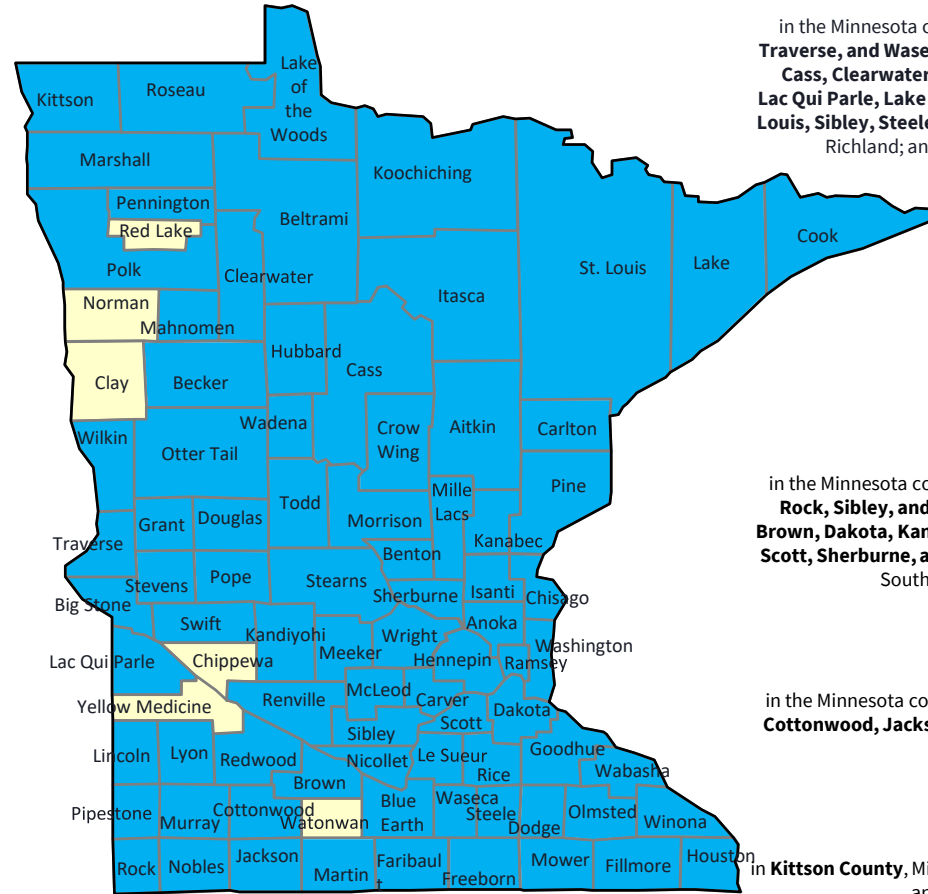 in the Minnesota c
Traverse, and Wase
Cass, Clearwater
Lac Qui Parle, Lake
Louis, Sibley, Steele
Richland; an
Kittson
Roseau
Lake
of
the
Woods
Marshall
Koochiching
Pennington
Beltrami
Red Lake
Cook
Polk
Clearwater
St. Louis
Lake
Itasca
Norman
Mahnomen
Hubbard
Cass
Clay
Becker
Wadena
Crow
Wing
Aitkin
Carlton
Wilkin
Otter Tail
Pine
Mille
Lacs
Todd
in the Minnesota co
Rock, Sibley, and
Brown, Dakota, Kan
Scott, Sherburne, a
South
Grant
Douglas
Morrison
Traverse
Kanabec
Benton
Stevens
Pope
Stearns
Sherburne
Isanti
Chisago
Big Stone
Swift
Kandiyohi
Anoka
Wright
Meeker
Washington
Lac Qui Parle
Chippewa
Hennepin
Ramsey
McLeod
Renville
Carver
Yellow Medicine
Dakota
in the Minnesota co
Cottonwood, Jacks
Scott
Sibley
Lincoln
Lyon
Redwood
Nicollet
Le Sueur
Goodhue
Rice
Wabasha
Brown
Pipestone
Murray
Cottonwood
Watonwan
Blue
Earth
Waseca
Steele
Dodge
Olmsted
Winona
Rock
Nobles
Jackson
Martin
Faribaul
t
Freeborn
Mower
Fillmore
Houston
in Kittson County, Mi
an